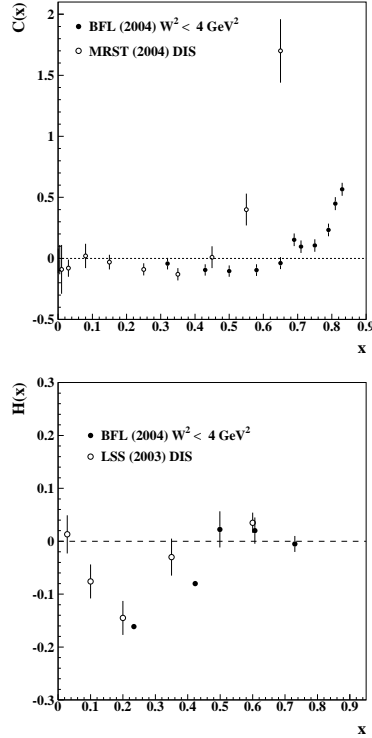 C(x)
2
BFL (2004) W² < 4 GeV²
MRST (2004) DIS
1.5
1
0.5
0
-0.5
0 0.1 0.2 0.3 0.4 0.5 0.6 0.7 0.8 0.9
x
H(x)
0.3
BFL (2004) W² < 4 GeV²
LSS (2003) DIS
0.2
0.1
0
-0.1
-0.2
-0.3
0 0.1 0.2 0.3 0.4 0.5 0.6 0.7 0.8 0.9
x